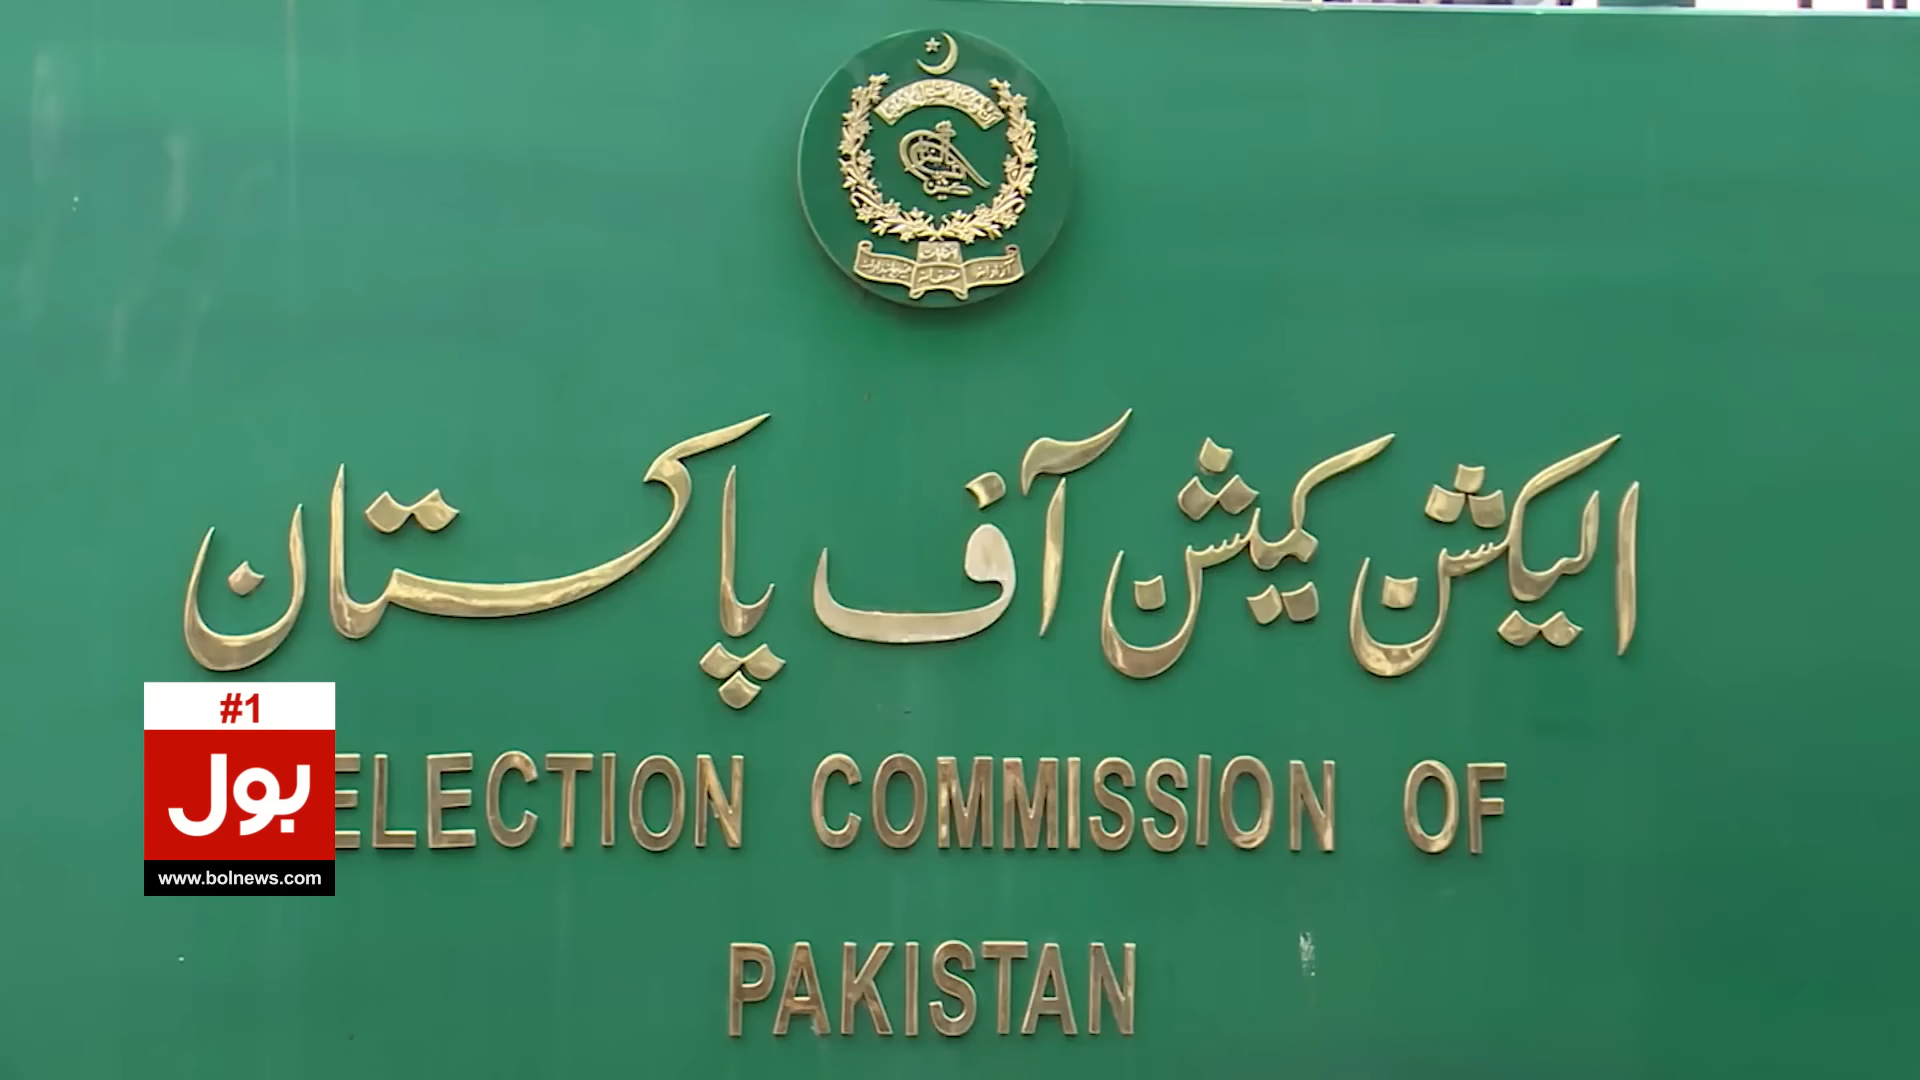 الیکشن کمیشن آف پاکستان
ELECTION COMMISSION OF
PAKISTAN
#1
بول
www.bolnews.com